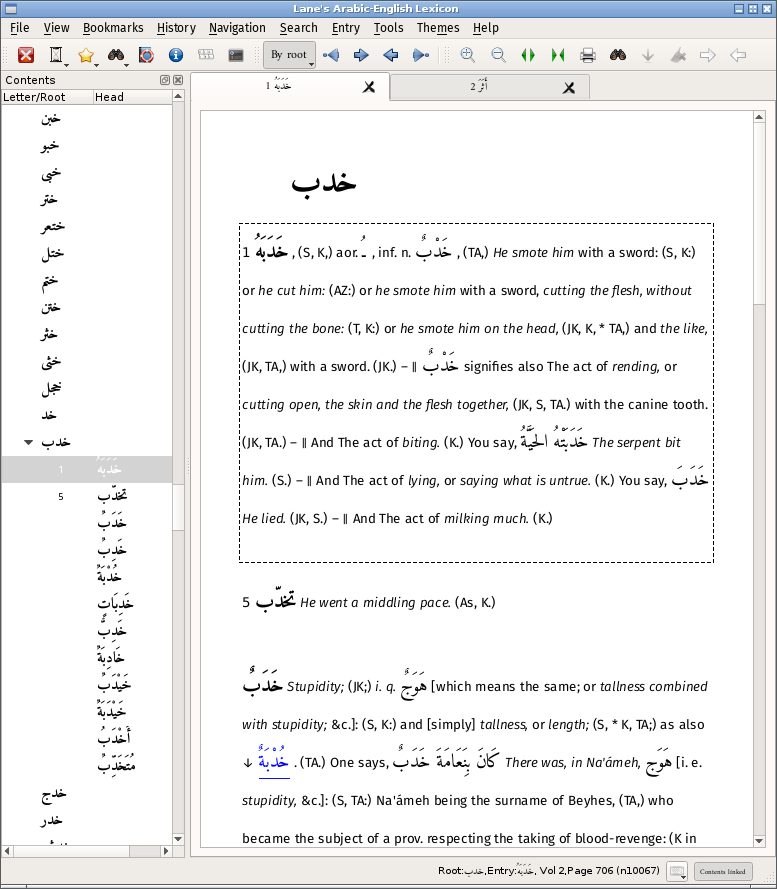 Lane's Arabic-English Lexicon
File View Bookmarks History Navigation Search Entry Tools Themes Help
By root
Contents
Letter/Root Head
خبن
خبو
خبى
ختر
ختعر
ختل
ختم
ختن
خثر
خثى
خجل
خد
خدب
1 خَدَبَهُ
5 تخدّب
خَدَبٌ
خَدِبٌ
خُدْبَةٌ
خَدِبَاتٍ
خَدِبٌّ
خَادِبَةٌ
خَيْدَبٌ
خَيْدَبَةٌ
أَخْدَبُ
مُتَخَدِّبٌ
خدج
خدر
1 خَدَبَهُ
2 أَثَرَ
خدب
1 خَدَبَهُ , (S, K,) aor. ـُ , inf. n. خَدْبٌ , (TA,) He smote him with a sword: (S, K:)
or he cut him: (AZ:) or he smote him with a sword, cutting the flesh, without
cutting the bone: (T, K:) or he smote him on the head, (JK, K, * TA,) and the like,
(JK, TA,) with a sword. (JK.) – ‖ خَدْبٌ signifies also The act of rending, or
cutting open, the skin and the flesh together, (JK, S, TA.) with the canine tooth.
(JK, TA.) – ‖ And The act of biting. (K.) You say, خَدَبَتْهُ الحَيَّةُ The serpent bit
him. (S.) – ‖ And The act of lying, or saying what is untrue. (K.) You say, خَدَبَ
He lied. (JK, S.) – ‖ And The act of milking much. (K.)
5 تخدّب He went a middling pace. (As, K.)
خَدَبٌ Stupidity; (JK;) i. q. هَوَجٌ [which means the same; or tallness combined
with stupidity; &c.]: (S, K:) and [simply] tallness, or length; (S, * K, TA;) as also
↓ خُدْبَةٌ . (TA.) One says, كَانَ بِنَعَامَةَ خَدَبٌ There was, in Na'ámeh, هَوَج [i. e.
stupidity, &c.]: (S, TA:) Na'ámeh being the surname of Beyhes, (TA,) who
became the subject of a prov. respecting the taking of blood-revenge: (K in
Root:خدب,Entry:خَدَبَهُ, Vol 2,Page 706 (n10067)
Contents linked